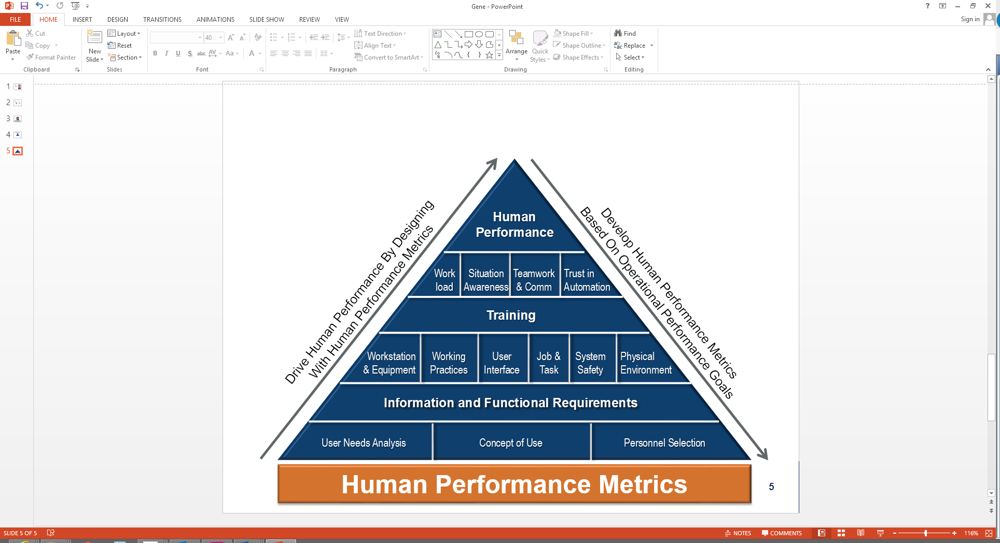 Gene - PowerPoint
?
FILE HOME INSERT DESIGN TRANSITIONS ANIMATIONS SLIDE SHOW REVIEW VIEW
Sign in
Paste
Cut
Copy
Format Painter
Clipboard
New
Slide
Layout
Reset
Section
Slides
40
B I U S abc AV Aa A
Font
Text Direction
Align Text
Convert to SmartArt
Paragraph
Arrange
Quick
Styles
Shape Fill
Shape Outline
Shape Effects
Drawing
Find
Replace
Select
Editing
1
2
3
4
5
Drive Human Performance By Designing
With Human Performance Metrics
Develop Human Performance Metrics
Based On Operational Performance Goals
Human
Performance
Work
load
Situation
Awareness
Teamwork
& Comm
Trust in
Automation
Training
Workstation
& Equipment
Working
Practices
User
Interface
Job &
Task
System
Safety
Physical
Environment
Information and Functional Requirements
User Needs Analysis
Concept of Use
Personnel Selection
Human Performance Metrics
5
SLIDE 5 OF 5
NOTES
COMMENTS
116%